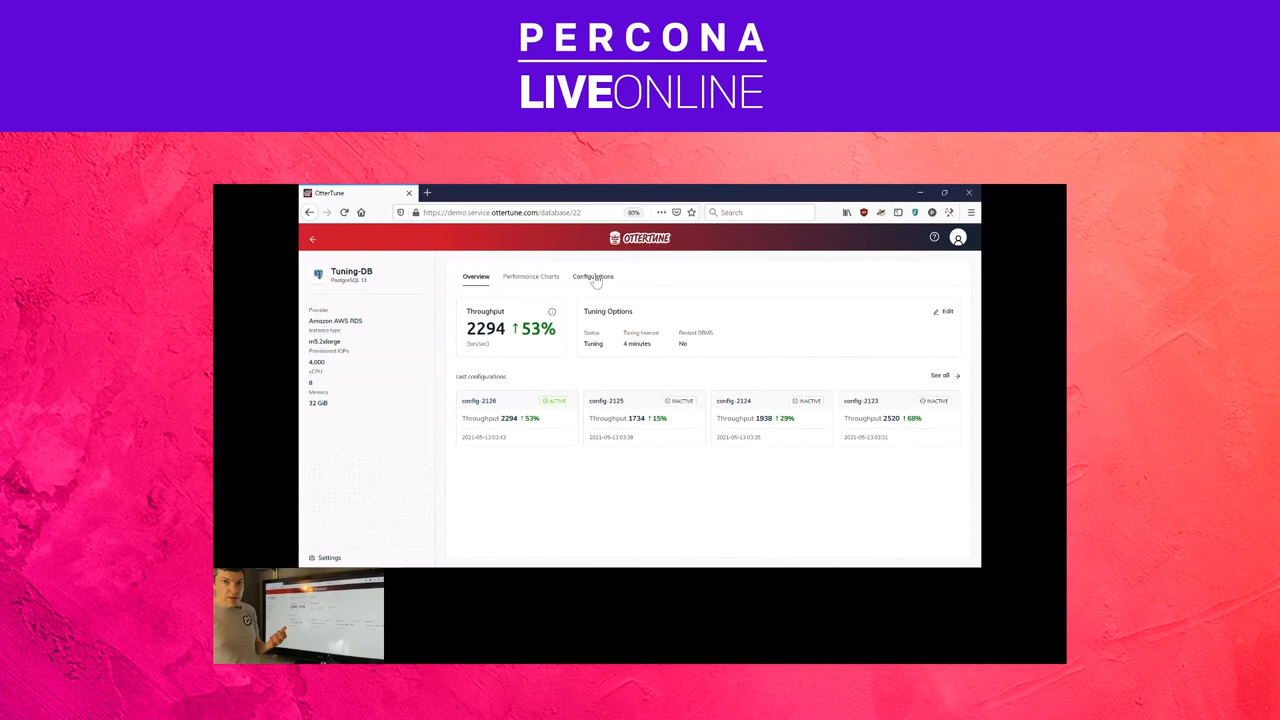 PERCONA
LIVEONLINE
OtterTune
https://demo.service.ottertune.com/database/22
80%
Search
OTTERTUNE
Tuning-DB
PostgreSQL 11
Provider
Amazon AWS RDS
Instance type
m5.2xlarge
Provisioned IOPs
4,000
vCPU
8
Memory
32 GiB
Settings
Overview
Performance Charts
Configurations
Throughput
2294 ↑53%
(txn/sec)
Tuning Options
Edit
Status
Tuning Interval
Restart DBMS
Tuning
4 minutes
No
Last configurations
See all →
config-2126
ACTIVE
Throughput 2294 ↑53%
2021-05-13 03:43
config-2125
INACTIVE
Throughput 1734 ↑15%
2021-05-13 03:39
config-2124
INACTIVE
Throughput 1938 ↑29%
2021-05-13 03:35
config-2123
INACTIVE
Throughput 2520 ↑68%
2021-05-13 03:31